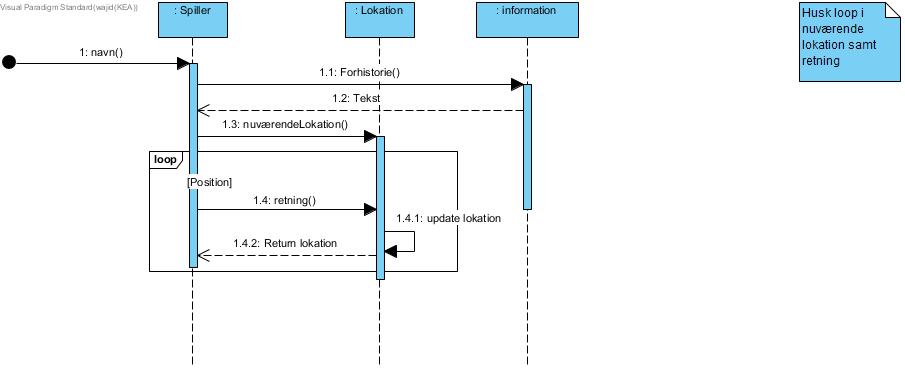 Visual Paradigm Standard(wajid(KEA))
: Spiller
: Lokation
: information
Husk loop i
nuværende
lokation samt
retning
1: navn()
1.1: Forhistorie()
1.2: Tekst
1.3: nuværendeLokation()
loop
[Position]
1.4: retning()
1.4.1: update lokation
1.4.2: Return lokation